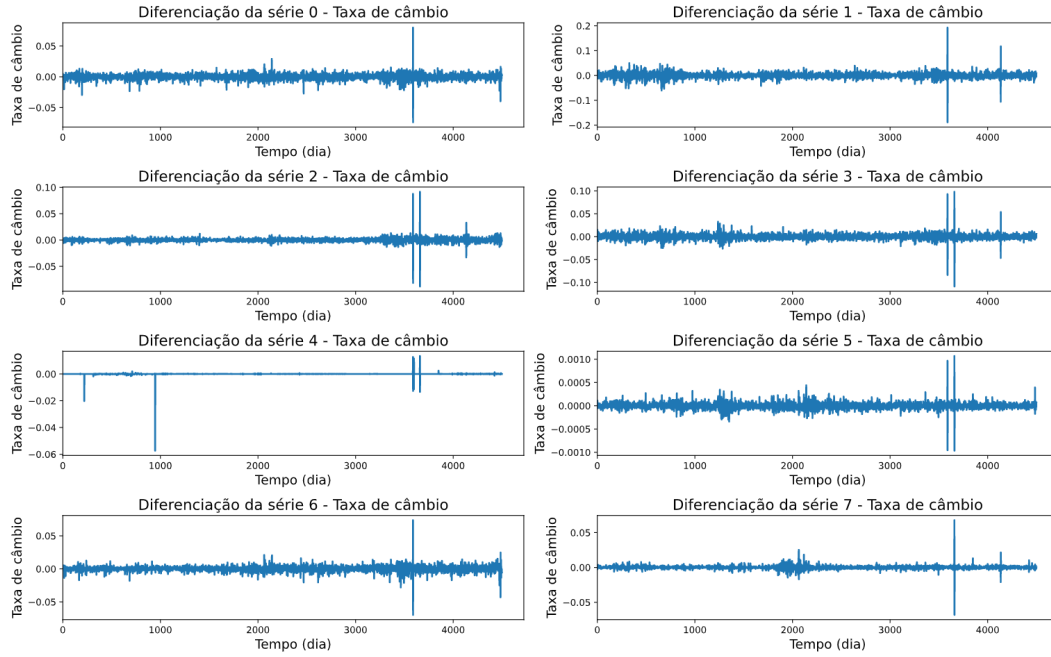 Diferenciação da série 0 - Taxa de câmbio
Taxa de câmbio
0.05
0.00
−0.05
0 1000 2000 3000 4000
Tempo (dia)
Diferenciação da série 1 - Taxa de câmbio
Taxa de câmbio
0.2
0.1
0.0
−0.1
−0.2
0 1000 2000 3000 4000
Tempo (dia)
Diferenciação da série 2 - Taxa de câmbio
Taxa de câmbio
0.10
0.05
0.00
−0.05
0 1000 2000 3000 4000
Tempo (dia)
Diferenciação da série 3 - Taxa de câmbio
Taxa de câmbio
0.10
0.05
0.00
−0.05
−0.10
0 1000 2000 3000 4000
Tempo (dia)
Diferenciação da série 4 - Taxa de câmbio
Taxa de câmbio
0.00
−0.02
−0.04
−0.06
0 1000 2000 3000 4000
Tempo (dia)
Diferenciação da série 5 - Taxa de câmbio
Taxa de câmbio
0.0010
0.0005
0.0000
−0.0005
−0.0010
0 1000 2000 3000 4000
Tempo (dia)
Diferenciação da série 6 - Taxa de câmbio
Taxa de câmbio
0.05
0.00
−0.05
0 1000 2000 3000 4000
Tempo (dia)
Diferenciação da série 7 - Taxa de câmbio
Taxa de câmbio
0.05
0.00
−0.05
0 1000 2000 3000 4000
Tempo (dia)